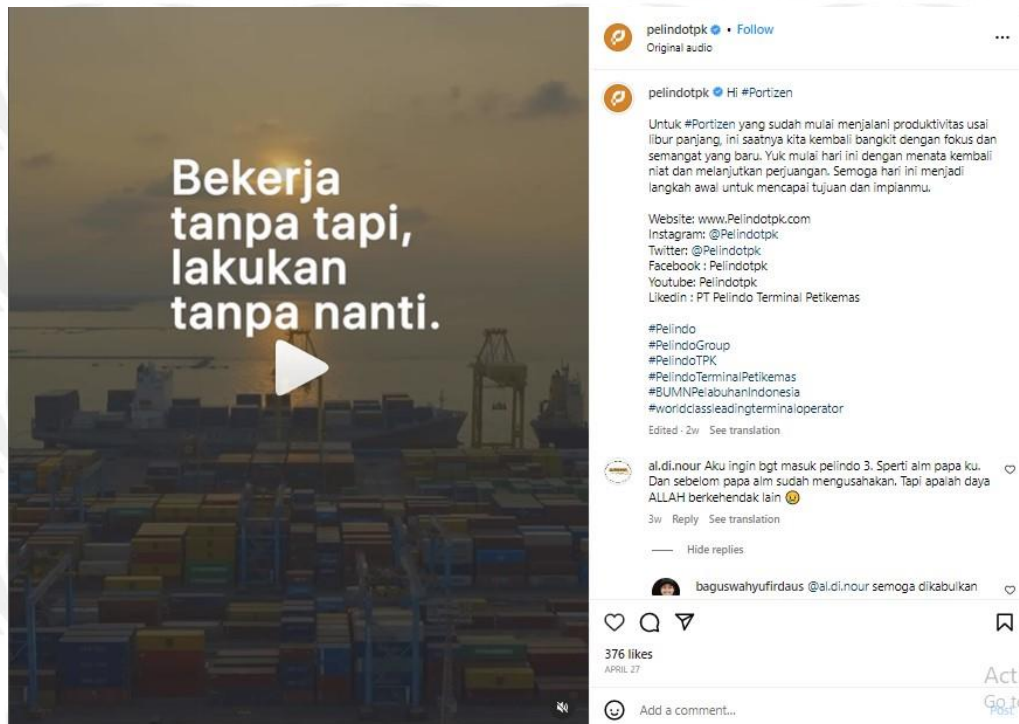 Bekerja
tanpa tapi,
lakukan
tanpa nanti.
pelindotpk • Follow
Original audio
pelindotpk Hi #Portizen
Untuk #Portizen yang sudah mulai menjalani produktivitas usai
libur panjang, ini saatnya kita kembali bangkit dengan fokus dan
semangat yang baru. Yuk mulai hari ini dengan menata kembali
niat dan melanjutkan perjuangan. Semoga hari ini menjadi
langkah awal untuk mencapai tujuan dan impianmu.
Website: www.Pelindotpk.com
Instagram: @Pelindotpk
Twitter: @Pelindotpk
Facebook : Pelindotpk
Youtube: Pelindotpk
Likedin : PT Pelindo Terminal Petikemas
#Pelindo
#PelindoGroup
#PelindoTPK
#PelindoTerminalPetikemas
#BUMNPelabuhanIndonesia
#worldclassleadingterminaloperator
Edited · 2w See translation
al.di.nour Aku ingin bgt masuk pelindo 3. Sperti alm papa ku.
Dan sebelom papa alm sudah mengusahakan. Tapi apalah daya
ALLAH berkehendak lain
3w Reply See translation
Hide replies
baguswahyufirdaus @al.di.nour semoga dikabulkan
376 likes
APRIL 27
Add a comment...
Post
Act
Go to